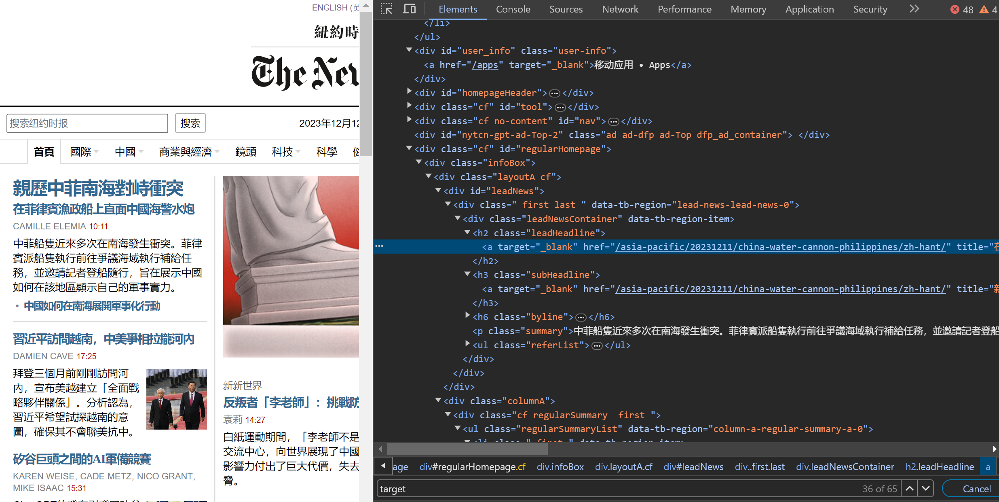 ENGLISH (英
紐約時
The New
搜索纽约时报
搜索
2023年12月12
首頁 國際 中國 商業與經濟 鏡頭 科技 科學
親歷中菲南海對峙衝突
在菲律賓漁政船上直面中國海警水炮
CAMILLE ELEMIA 10:11
中菲船隻近來多次在南海發生衝突。菲律
賓派船隻執行前往爭議海域執行補給任
務，並邀請記者登船隨行，旨在展示中國
如何在該地區顯示自己的軍事實力。
• 中國如何在南海展開軍事化行動
習近平訪問越南，中美爭相拉攏河內
DAMIEN CAVE 17:25
拜登三個月前剛剛訪問河
內，宣布美越建立「全面戰
略夥伴關係」。分析認為，
習近平希望試探越南的意
圖，確保其不會聯美抗中。
矽谷巨頭之間的AI軍備競賽
KAREN WEISE, CADE METZ, NICO GRANT,
MIKE ISAAC 15:31
新新世界
反叛者「李老師」：挑戰防
袁莉 14:27
白紙運動期間，「李老師不是
交流中心，向世界展現了中國
影響力付出了巨大代價，失去
脅。
Elements Console Sources Network Performance Memory Application Security 48 4
</li>
</ul>
<div id="user_info" class="user-info">
<a href="/apps" target="_blank">移动应用 • Apps</a>
</div>
<div id="homepageHeader">…</div>
<div class="cf" id="tool">…</div>
<div class="cf no-content" id="nav">…</div>
<div id="nytcn-gpt-ad-Top-2" class="ad ad-dfp ad-Top dfp_ad_container"> </div>
<div class="cf" id="regularHomepage">
<div class="infoBox">
<div class="layoutA cf">
<div id="leadNews">
<div class=" first last " data-tb-region="lead-news-lead-news-0">
<div class="leadNewsContainer" data-tb-region-item>
<h2 class="leadHeadline">
<a target="_blank" href="/asia-pacific/20231211/china-water-cannon-philippines/zh-hant/" title="在
</h2>
<h3 class="subHeadline">
<a target="_blank" href="/asia-pacific/20231211/china-water-cannon-philippines/zh-hant/" title="
</h3>
<h6 class="byline">…</h6>
<p class="summary">中菲船隻近來多次在南海發生衝突。菲律賓派船隻執行前往爭議海域執行補給任務，並邀請記者登船
<ul class="referList">…</ul>
</div>
</div>
</div>
<div class="columnA">
<div class="cf regularSummary  first ">
<ul class="regularSummaryList" data-tb-region="column-a-regular-summary-a-0">
age div#regularHomepage.cf div.infoBox div.layoutA.cf div#leadNews div..first.last div.leadNewsContainer h2.leadHeadline a
target 36 of 65 Cancel